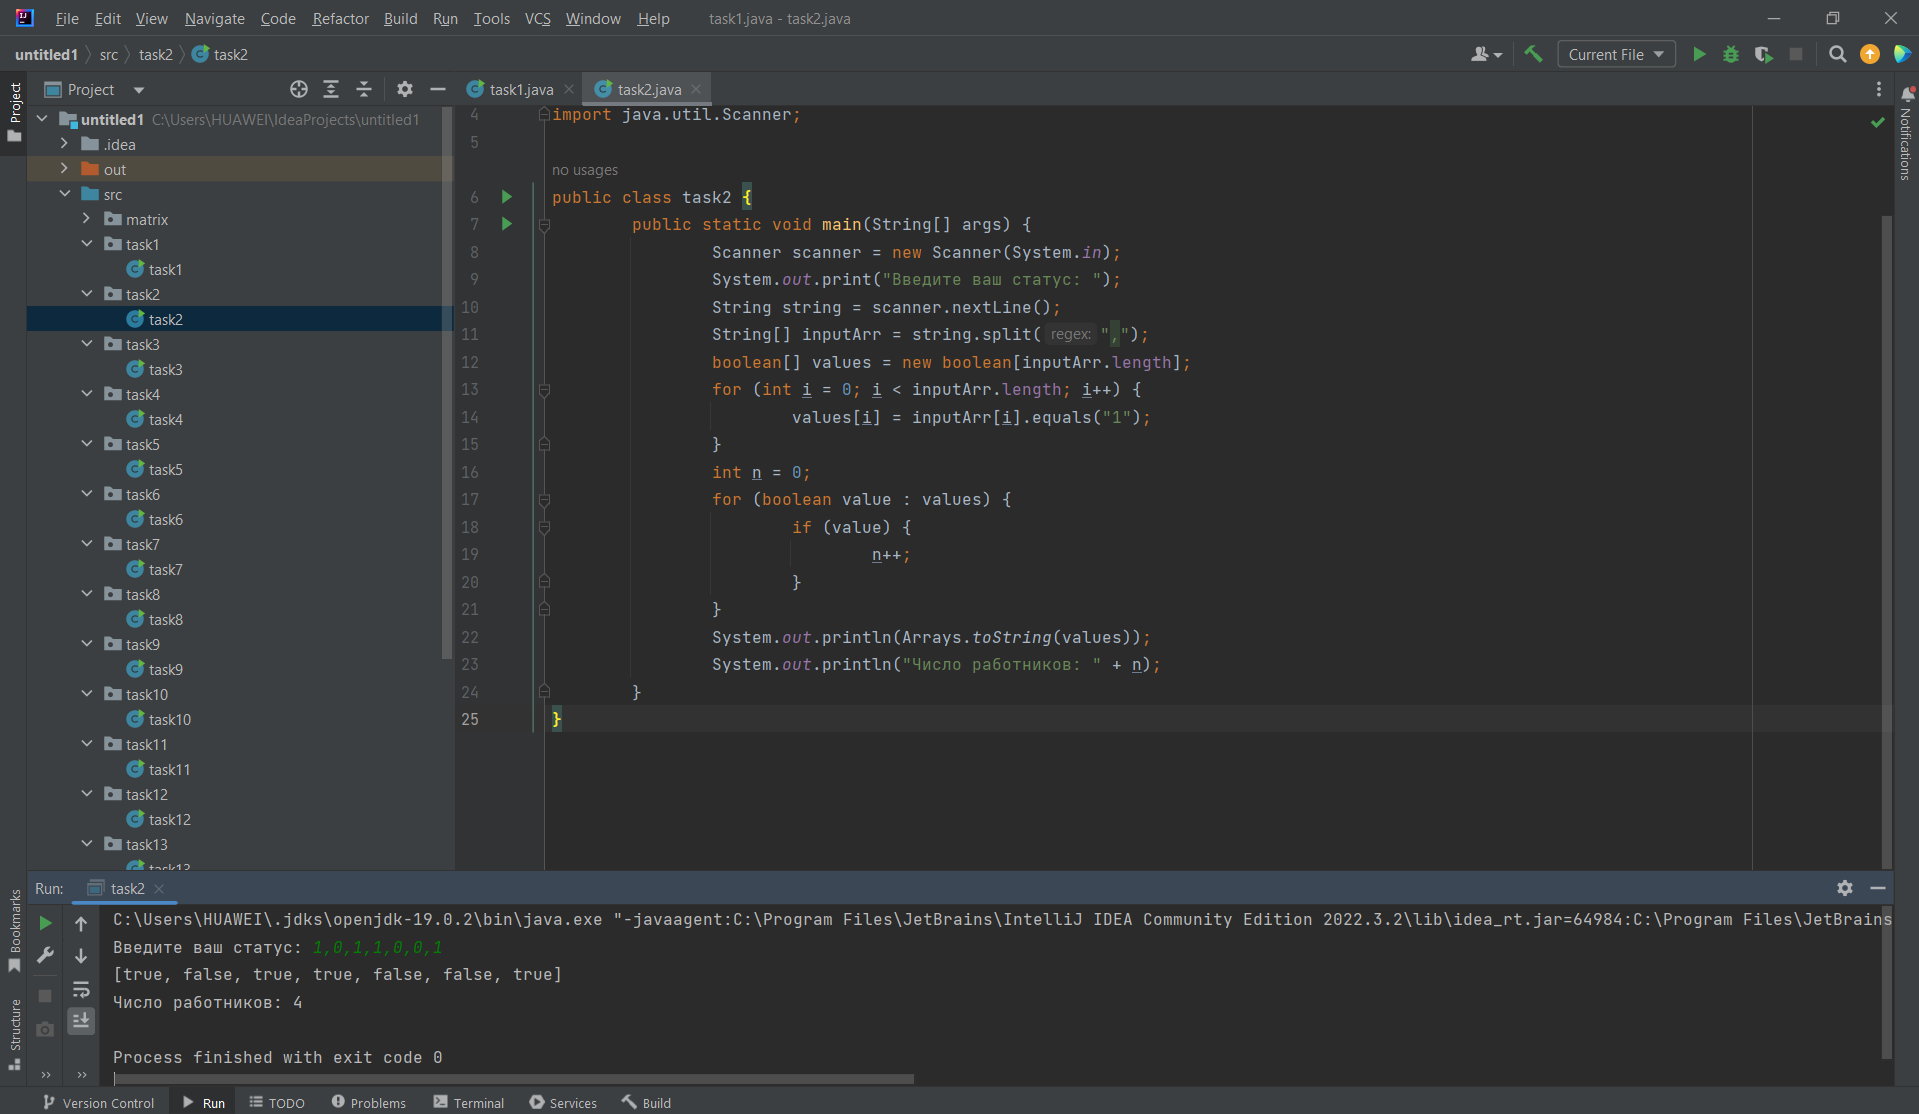 File Edit View Navigate Code Refactor Build Run Tools VCS Window Help task1.java - task2.java
untitled1 src task2 task2
Current File
Project
task1.java task2.java
untitled1 C:\Users\HUAWEI\IdeaProjects\untitled1
.idea
out
src
matrix
task1
task1
task2
task2
task3
task3
task4
task4
task5
task5
task6
task6
task7
task7
task8
task8
task9
task9
task10
task10
task11
task11
task12
task12
task13
task13
4 import java.util.Scanner;
5
no usages
6 public class task2 {
7 public static void main(String[] args) {
8 Scanner scanner = new Scanner(System.in);
9 System.out.print("Введите ваш статус: ");
10 String string = scanner.nextLine();
11 String[] inputArr = string.split( regex: ",");
12 boolean[] values = new boolean[inputArr.length];
13 for (int i = 0; i < inputArr.length; i++) {
14 values[i] = inputArr[i].equals("1");
15 }
16 int n = 0;
17 for (boolean value : values) {
18 if (value) {
19 n++;
20 }
21 }
22 System.out.println(Arrays.toString(values));
23 System.out.println("Число работников: " + n);
24 }
25 }
Project
Bookmarks
Structure
Notifications
Run: task2
C:\Users\HUAWEI\.jdks\openjdk-19.0.2\bin\java.exe "-javaagent:C:\Program Files\JetBrains\IntelliJ IDEA Community Edition 2022.3.2\lib\idea_rt.jar=64984:C:\Program Files\JetBrains
Введите ваш статус: 1,0,1,1,0,0,1
[true, false, true, true, false, false, true]
Число работников: 4
Process finished with exit code 0
Version Control Run TODO Problems Terminal Services Build